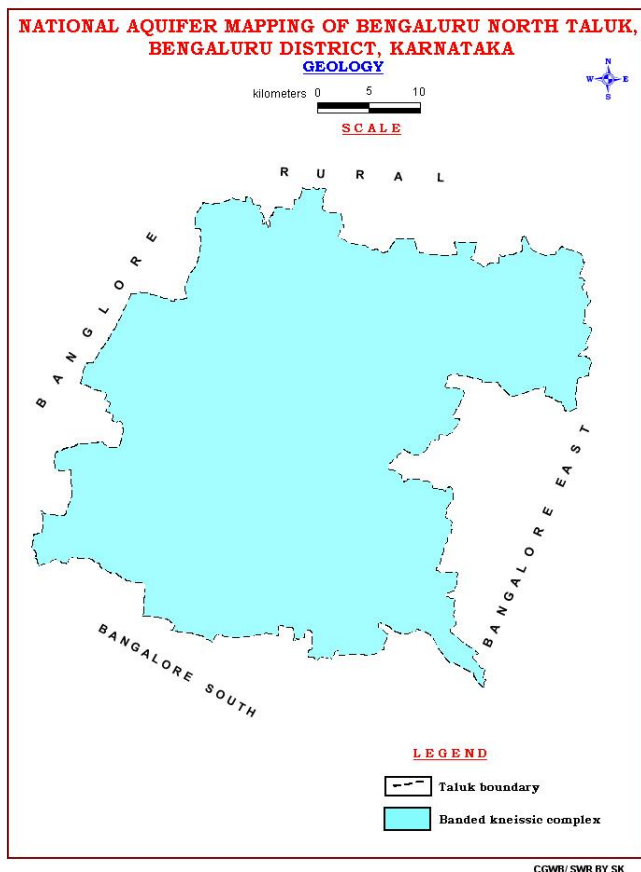 NATIONAL AQUIFER MAPPING OF BENGALURU NORTH TALUK,
BENGALURU DISTRICT, KARNATAKA
GEOLOGY
N
W E
S
kilometers 0 5 10
SCALE
RURAL
BANGLORE
BANGALORE EAST
BANGALORE SOUTH
LEGEND
Taluk boundary
Banded kneissic complex
CGWB/ SWR BY SK